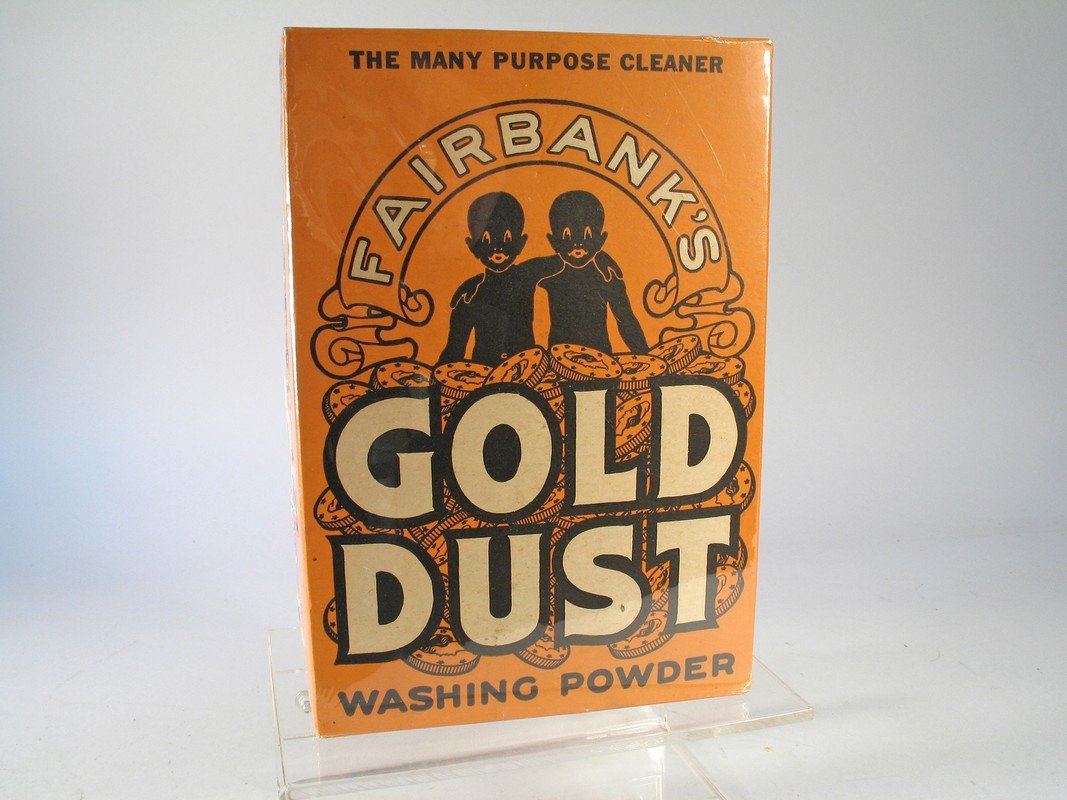 THE MANY PURPOSE CLEANER
FAIRBANK'S
GOLD
DUST
WASHING POWDER